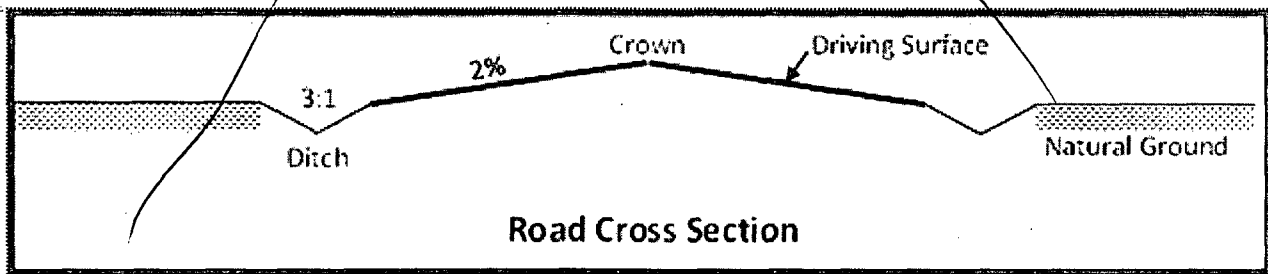 Crown
Driving Surface
2%
3:1
Ditch
Natural Ground
Road Cross Section